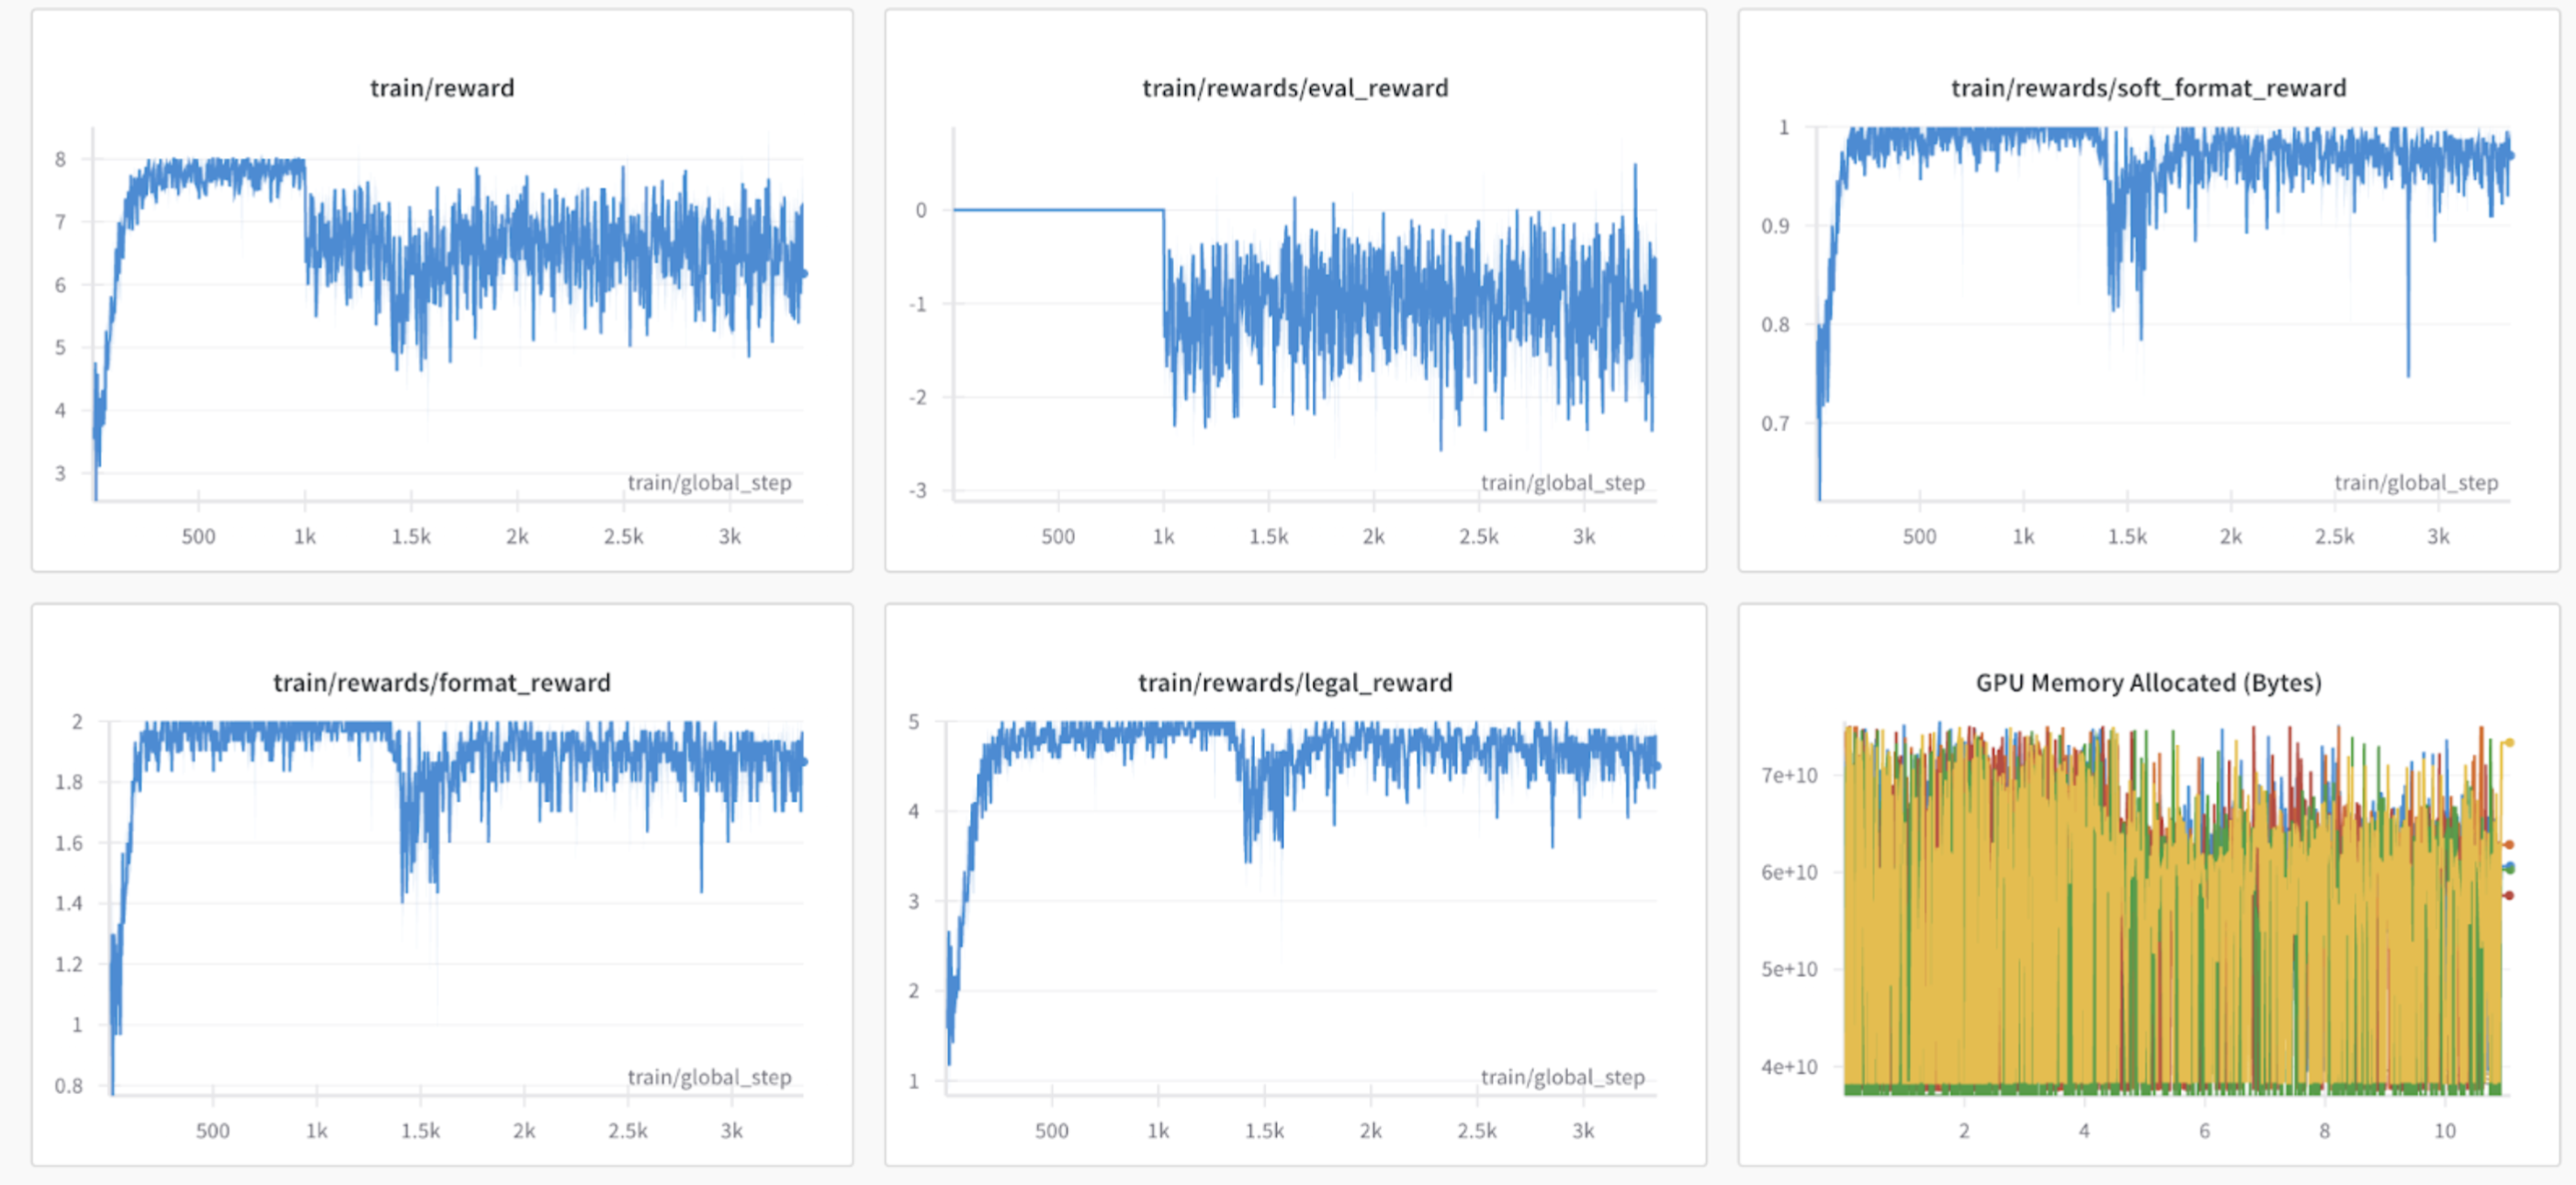 train/reward
8
7
6
5
4
3
train/global_step
500 1k 1.5k 2k 2.5k 3k
train/rewards/eval_reward
0
-1
-2
-3
train/global_step
500 1k 1.5k 2k 2.5k 3k
train/rewards/soft_format_reward
1
0.9
0.8
0.7
train/global_step
500 1k 1.5k 2k 2.5k 3k
train/rewards/format_reward
2
1.8
1.6
1.4
1.2
1
0.8
train/global_step
500 1k 1.5k 2k 2.5k 3k
train/rewards/legal_reward
5
4
3
2
1
train/global_step
500 1k 1.5k 2k 2.5k 3k
GPU Memory Allocated (Bytes)
7e+10
6e+10
5e+10
4e+10
2 4 6 8 10